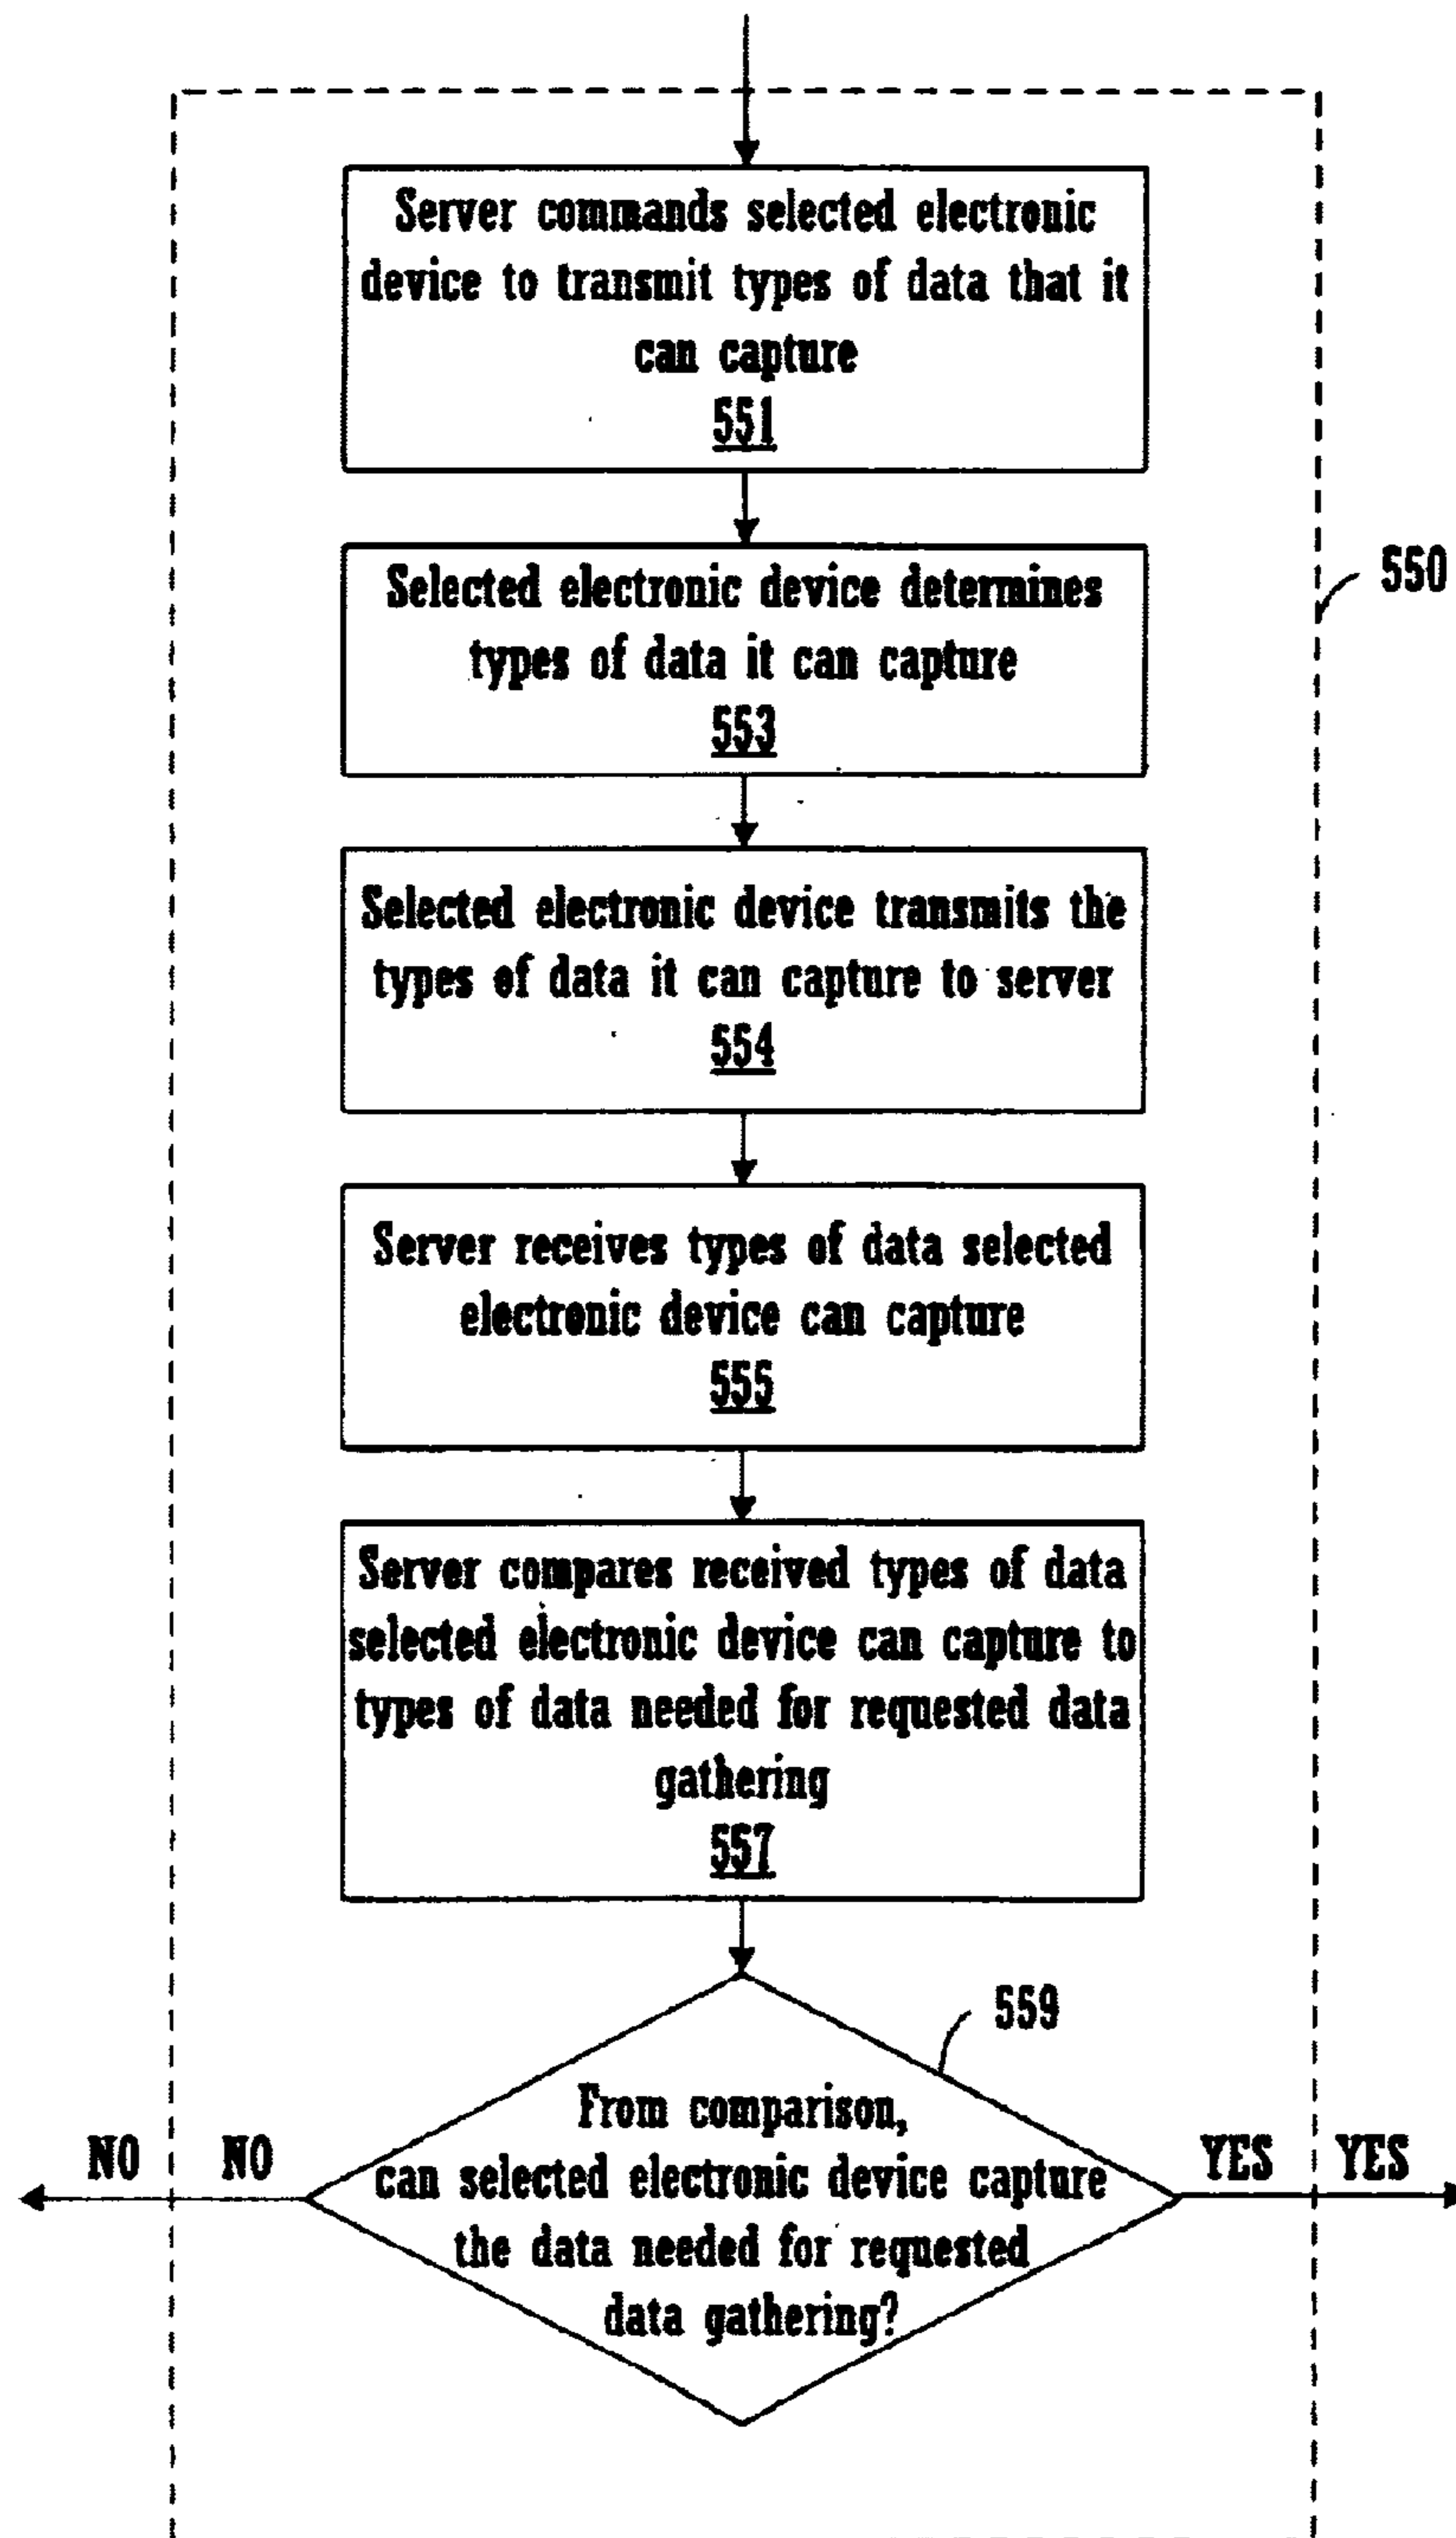 Server commands selected electronic
device to transmit types of data that it
can capture
551
Selected electronic device determines
types of data it can capture
553
550
Selected electronic device transmits the
types of data it can capture to server
554
Server receives types of data selected
electronic device can capture
555
Server compares received types of data
selected electronic device can capture to
types of data needed for requested data
gathering
557
559
From comparison,
can selected electronic device capture
the data needed for requested
data gathering?
NO
NO
YES
YES